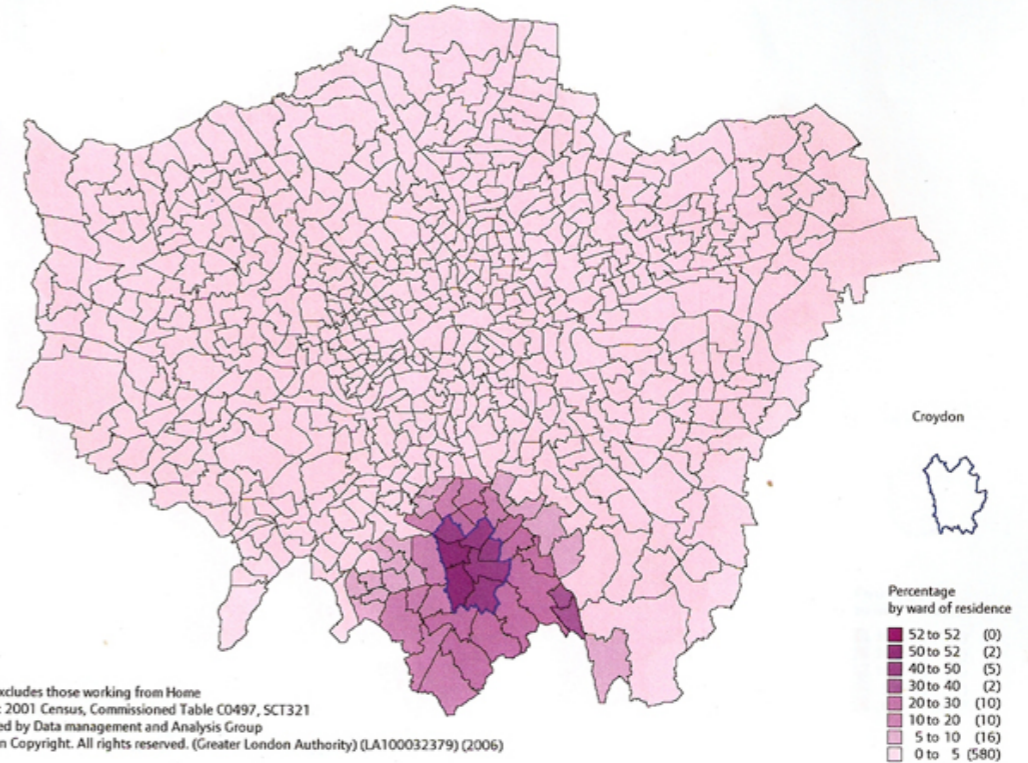 Croydon
Percentage
by ward of residence
52 to 52 (0)
50 to 52 (2)
40 to 50 (5)
30 to 40 (2)
20 to 30 (10)
10 to 20 (10)
5 to 10 (16)
0 to 5 (580)
xcludes those working from Home
: 2001 Census, Commissioned Table C0497, SCT321
ed by Data management and Analysis Group
n Copyright. All rights reserved. (Greater London Authority) (LA100032379) (2006)